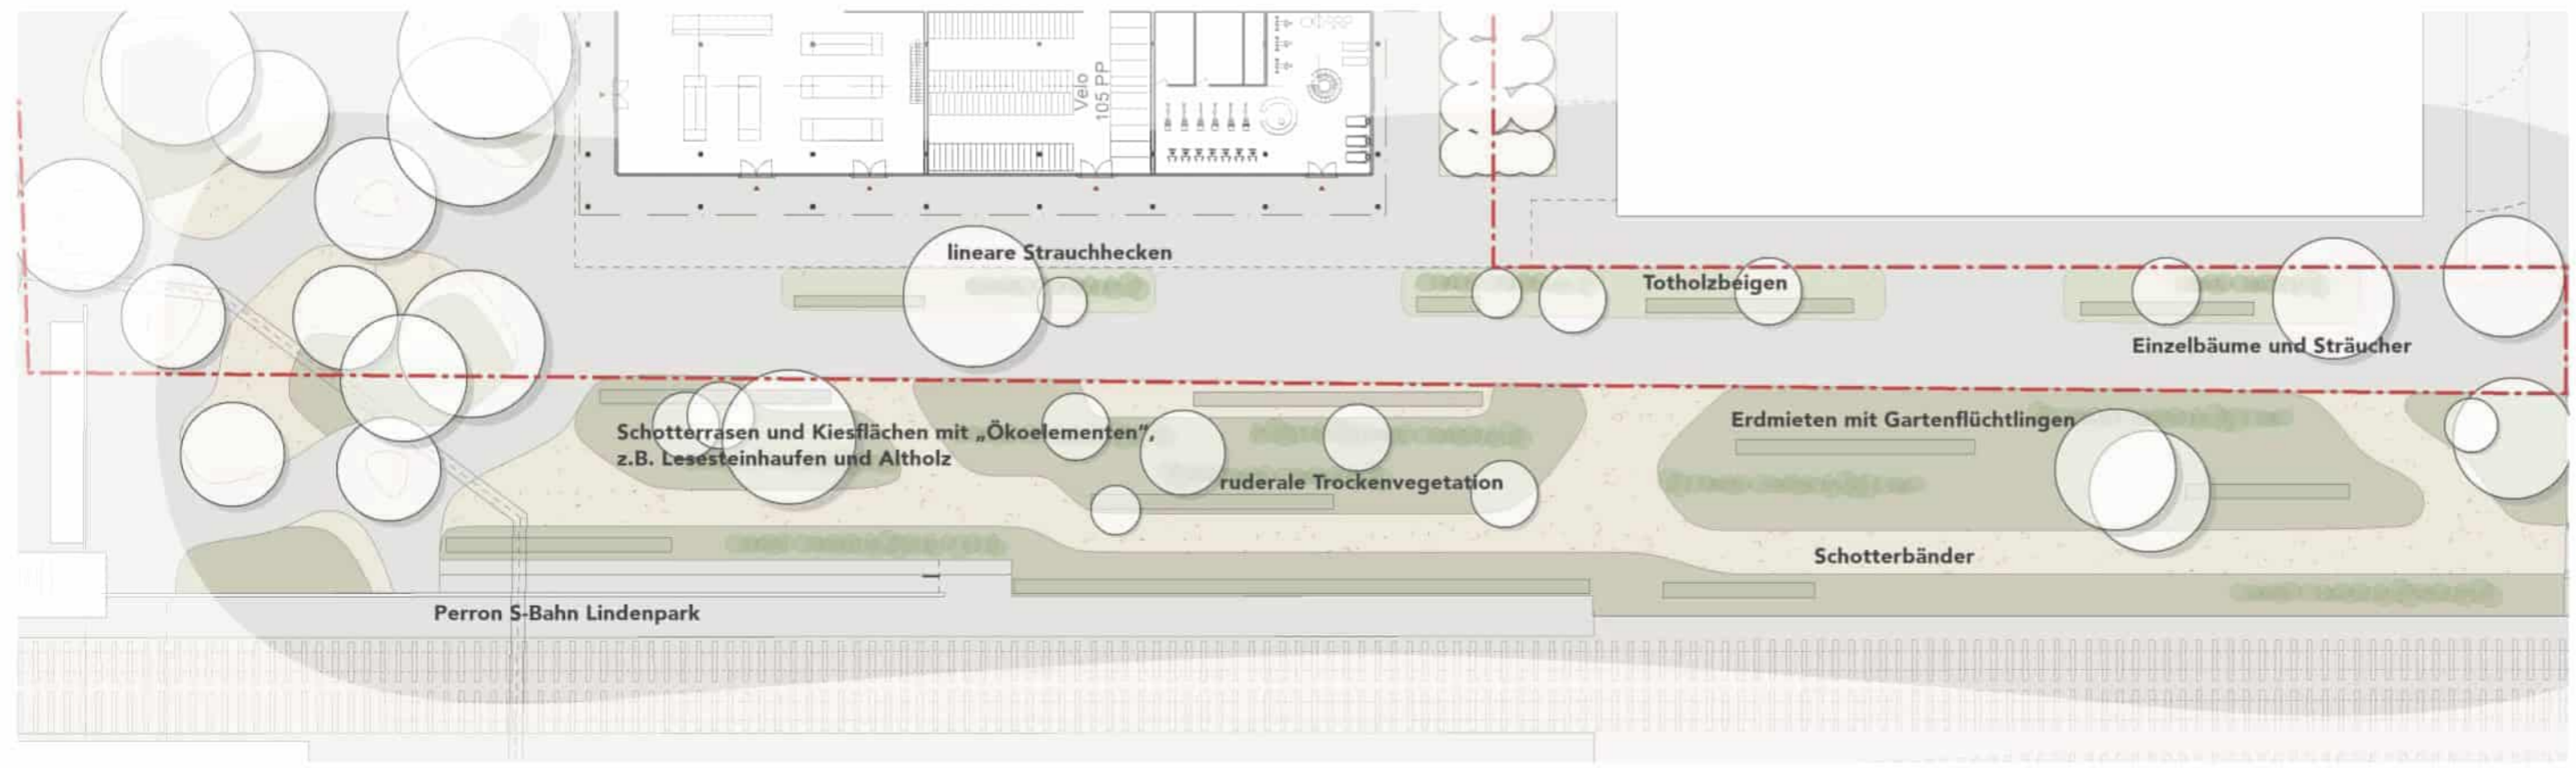 Velo
105 PP
lineare Strauchhecken
Totholzbeigen
Einzelbäume und Sträucher
Schotterrasen und Kiesflächen mit „Ökoelementen“,
z.B. Lesesteinhaufen und Altholz
Erdmieten mit Gartenflüchtlingen
ruderale Trockenvegetation
Schotterbänder
Perron S-Bahn Lindenpark